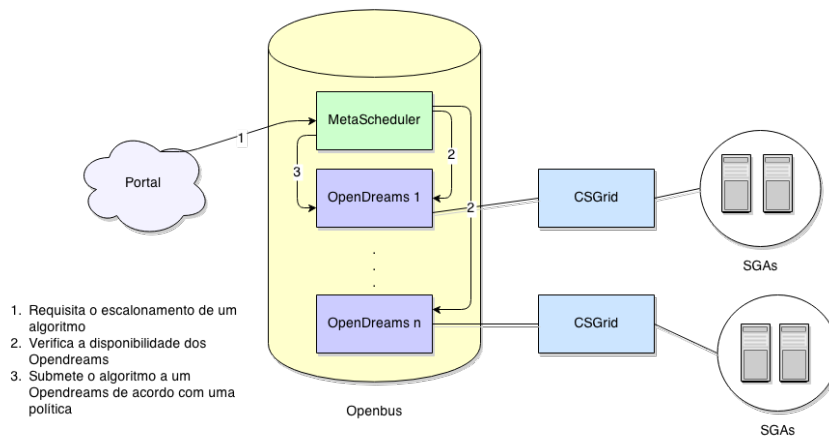 MetaScheduler
1
2
3
Portal
OpenDreams 1
CSGrid
2
SGAs
.
.
.
OpenDreams n
CSGrid
SGAs
Openbus
1. Requisita o escalonamento de um
algoritmo
2. Verifica a disponibilidade dos
Opendreams
3. Submete o algoritmo a um
Opendreams de acordo com uma
política